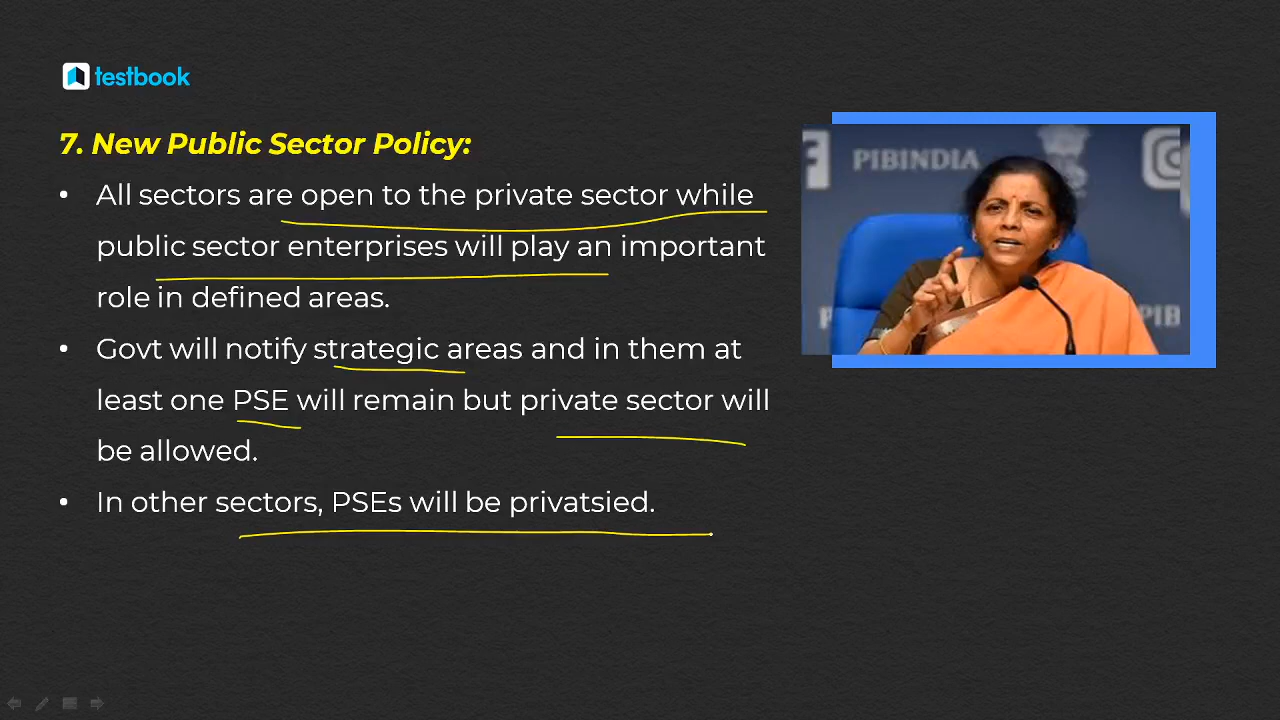 testbook
7. New Public Sector Policy:
• All sectors are open to the private sector while
public sector enterprises will play an important
role in defined areas.
• Govt will notify strategic areas and in them at
least one PSE will remain but private sector will
be allowed.
• In other sectors, PSEs will be privatsied.
PIBINDIA
PIB